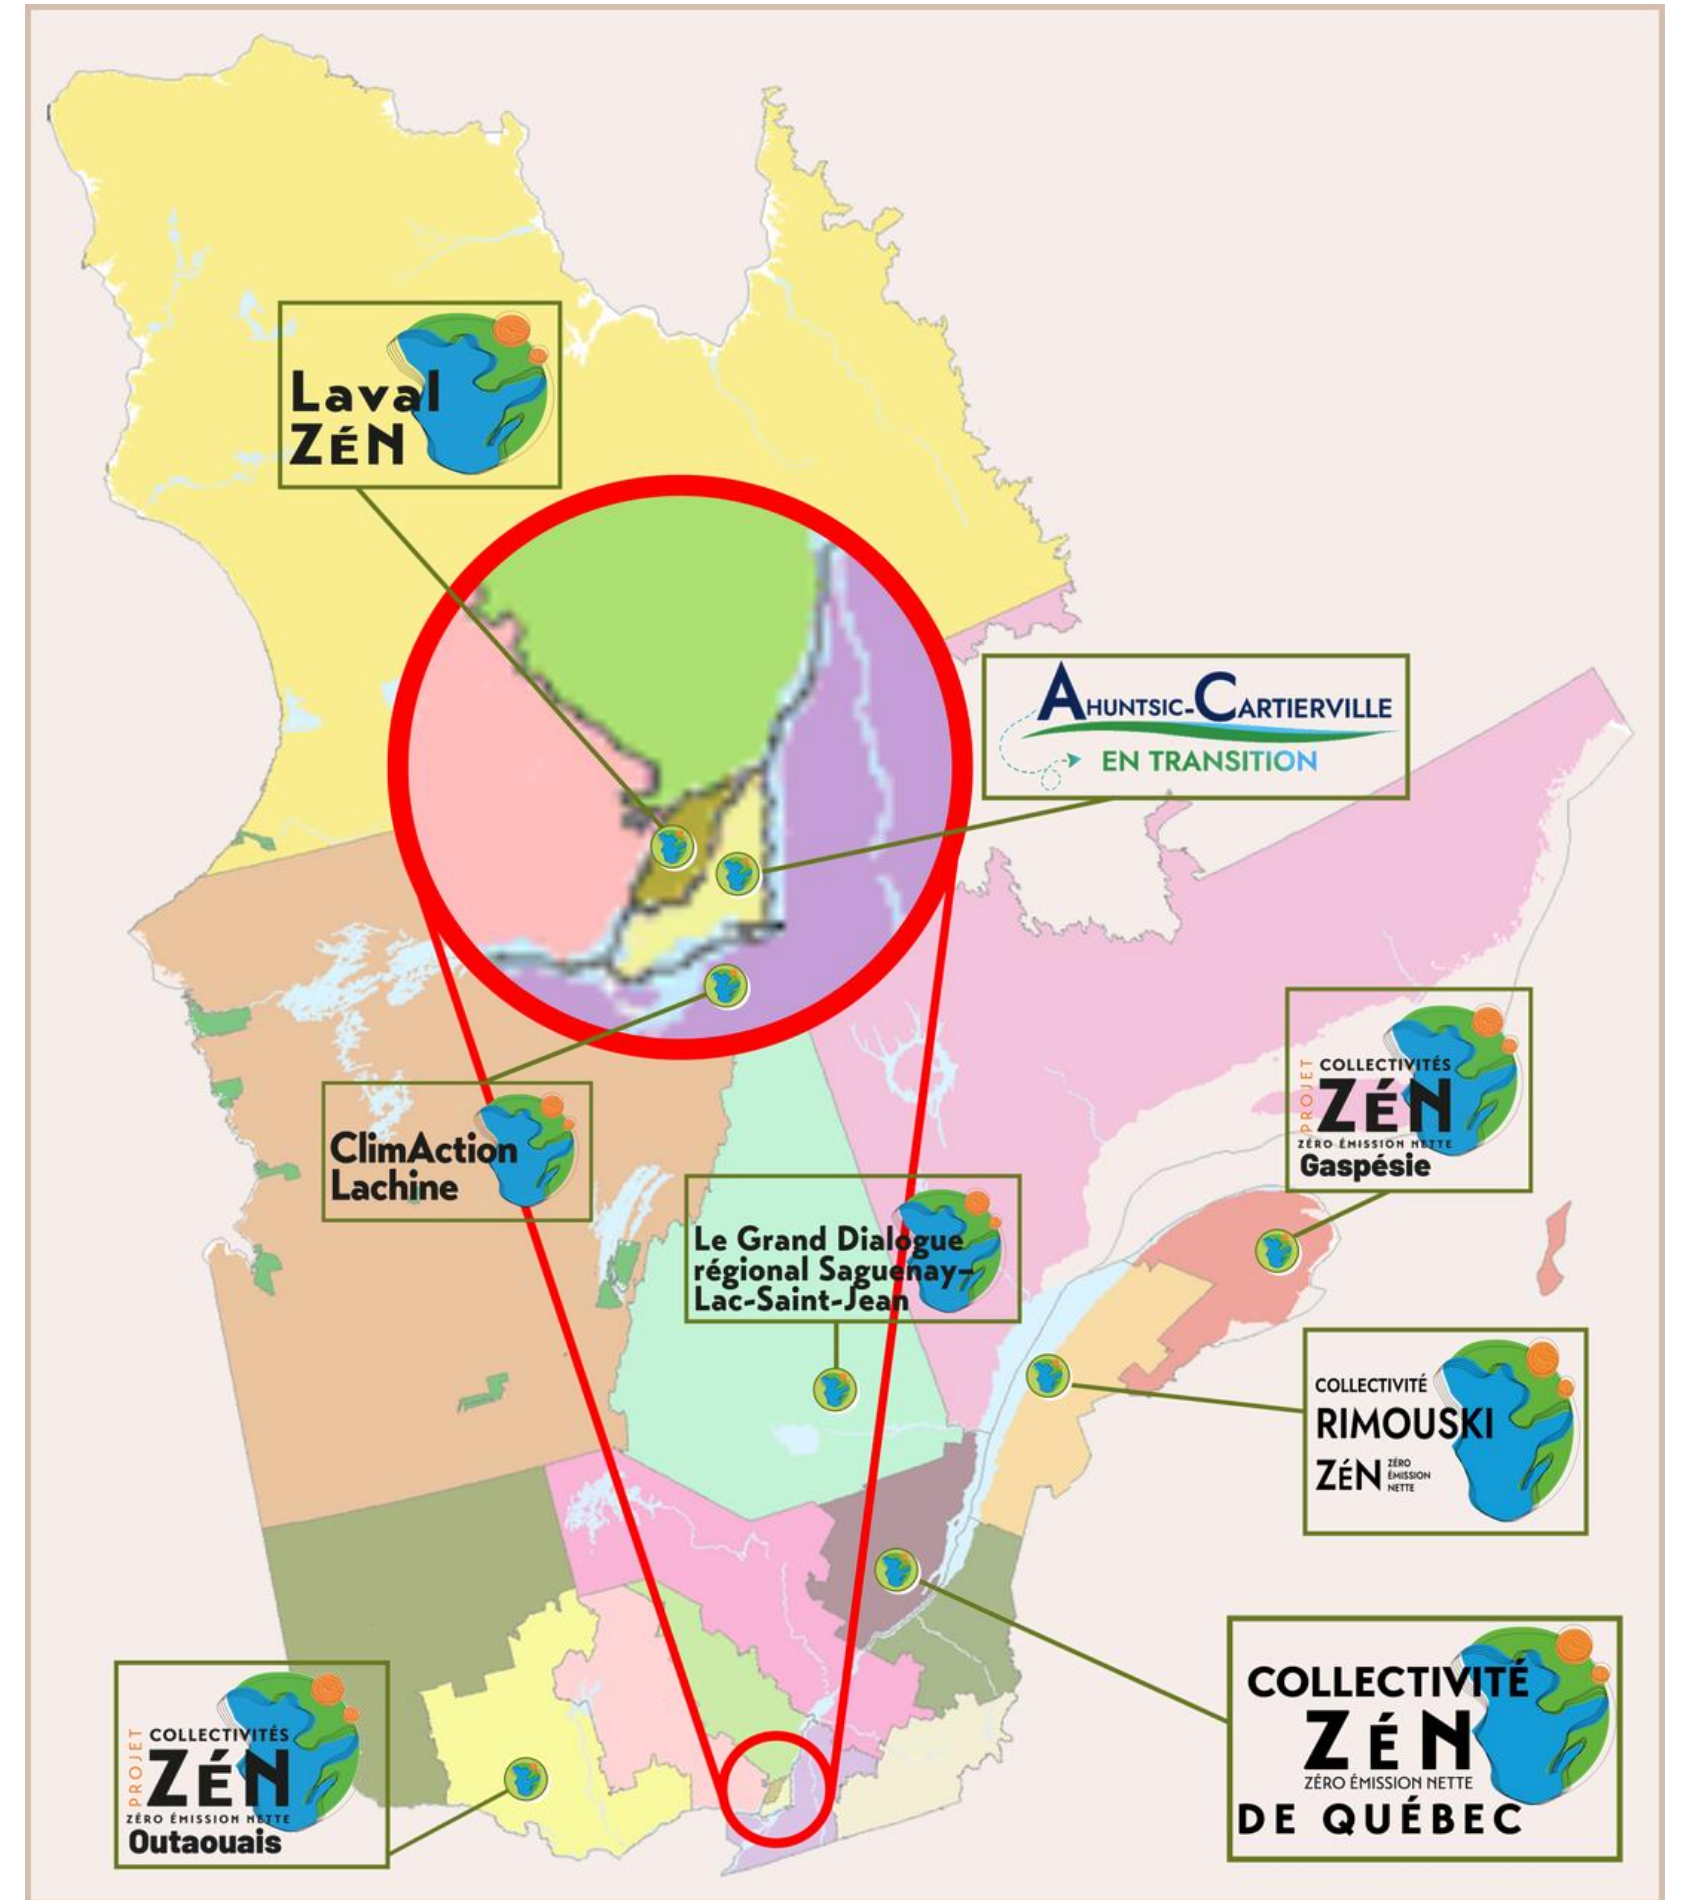 Laval
ZÉN
AHUNTSIC-CARTIERVILLE
EN TRANSITION
PROJET
COLLECTIVITÉS
ZÉN
ZÉRO ÉMISSION NETTE
Gaspésie
ClimAction
Lachine
Le Grand Dialogue
régional Saguenay–
Lac-Saint-Jean
COLLECTIVITÉ
RIMOUSKI
ZÉN
ZÉRO
ÉMISSION
NETTE
COLLECTIVITÉ
ZÉN
ZÉRO ÉMISSION NETTE
DE QUÉBEC
PROJET
COLLECTIVITÉS
ZÉN
ZÉRO ÉMISSION NETTE
Outaouais